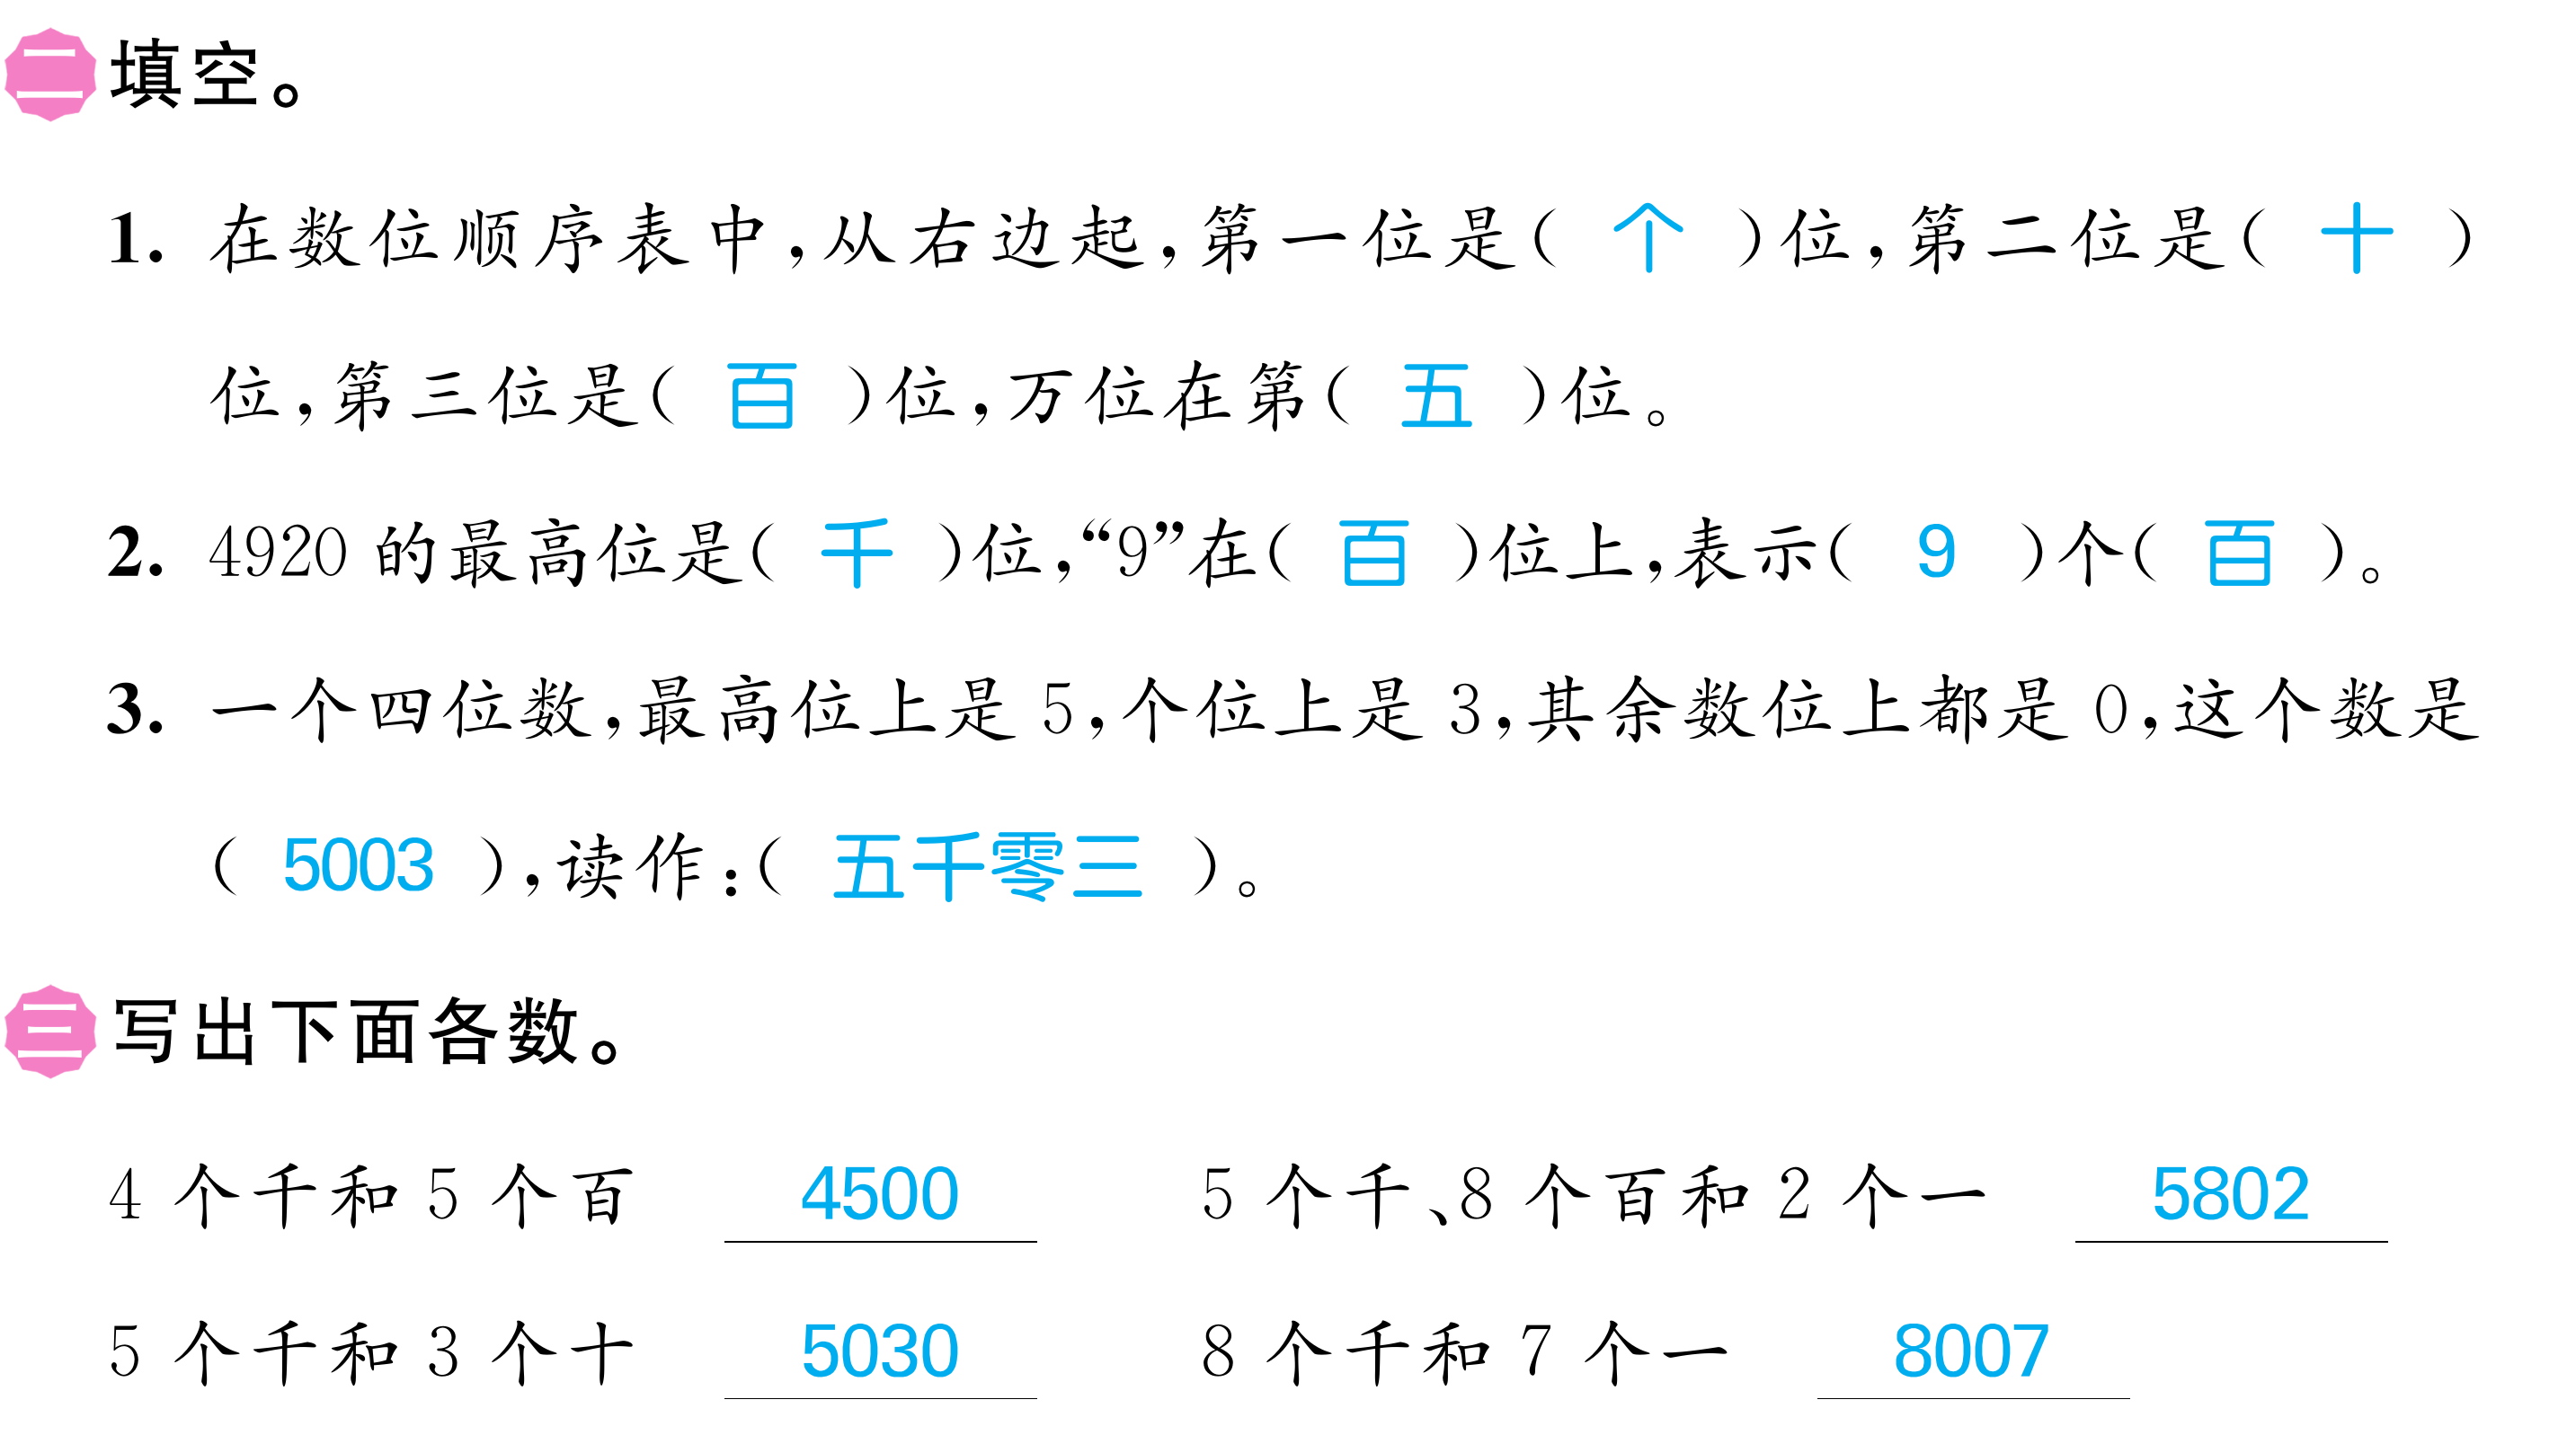 二 填空。
1. 在数位顺序表中,从右边起,第一位是( 个 )位,第二位是( 十 )
位,第三位是( 百 )位,万位在第( 五 )位。
2. 4920 的最高位是( 千 )位,“9”在( 百 )位上,表示( 9 )个( 百 )。
3. 一个四位数,最高位上是 5,个位上是 3,其余数位上都是 0,这个数是
( 5003 ),读作:( 五千零三 )。
三 写出下面各数。
4 个千和 5 个百 4500 5 个千、8 个百和 2 个一 5802
5 个千和 3 个十 5030 8 个千和 7 个一 8007